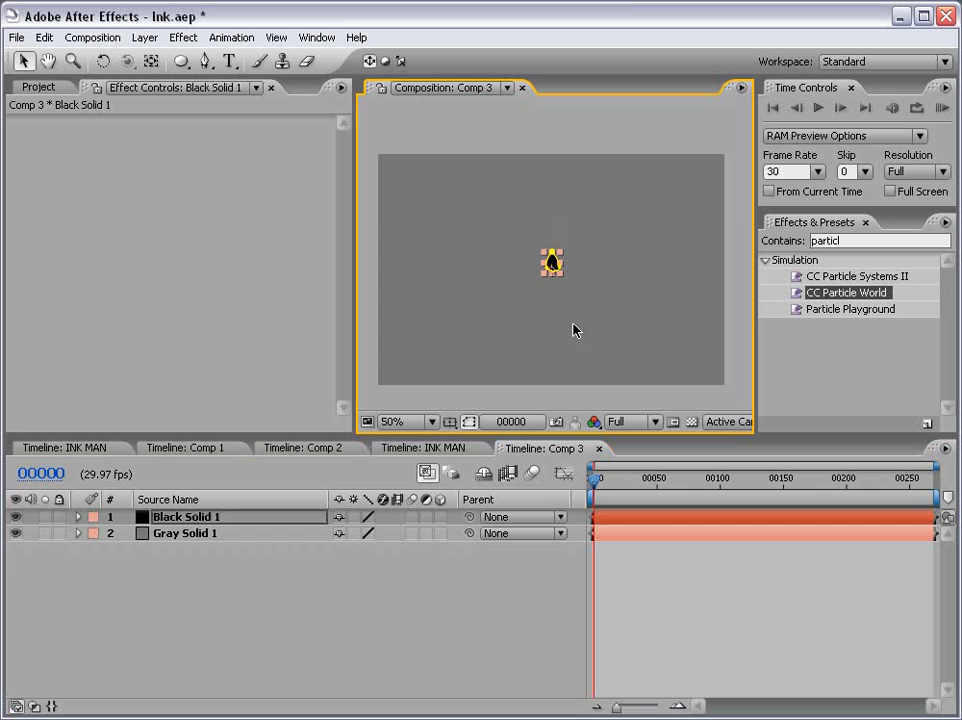 Adobe After Effects - Ink.aep *
File Edit Composition Layer Effect Animation View Window Help
Workspace: Standard
Project Effect Controls: Black Solid 1
Comp 3 * Black Solid 1
Composition: Comp 3
50% 00000 Full Active Ca
Time Controls
RAM Preview Options
Frame Rate Skip Resolution
30 0 Full
From Current Time Full Screen
Effects & Presets
Contains: particl
Simulation
CC Particle Systems II
CC Particle World
Particle Playground
Timeline: INK MAN Timeline: Comp 1 Timeline: Comp 2 Timeline: INK MAN Timeline: Comp 3
00000 (29.97 fps)
0 00050 00100 00150 00200 00250
# Source Name Parent
1 Black Solid 1 None
2 Gray Solid 1 None